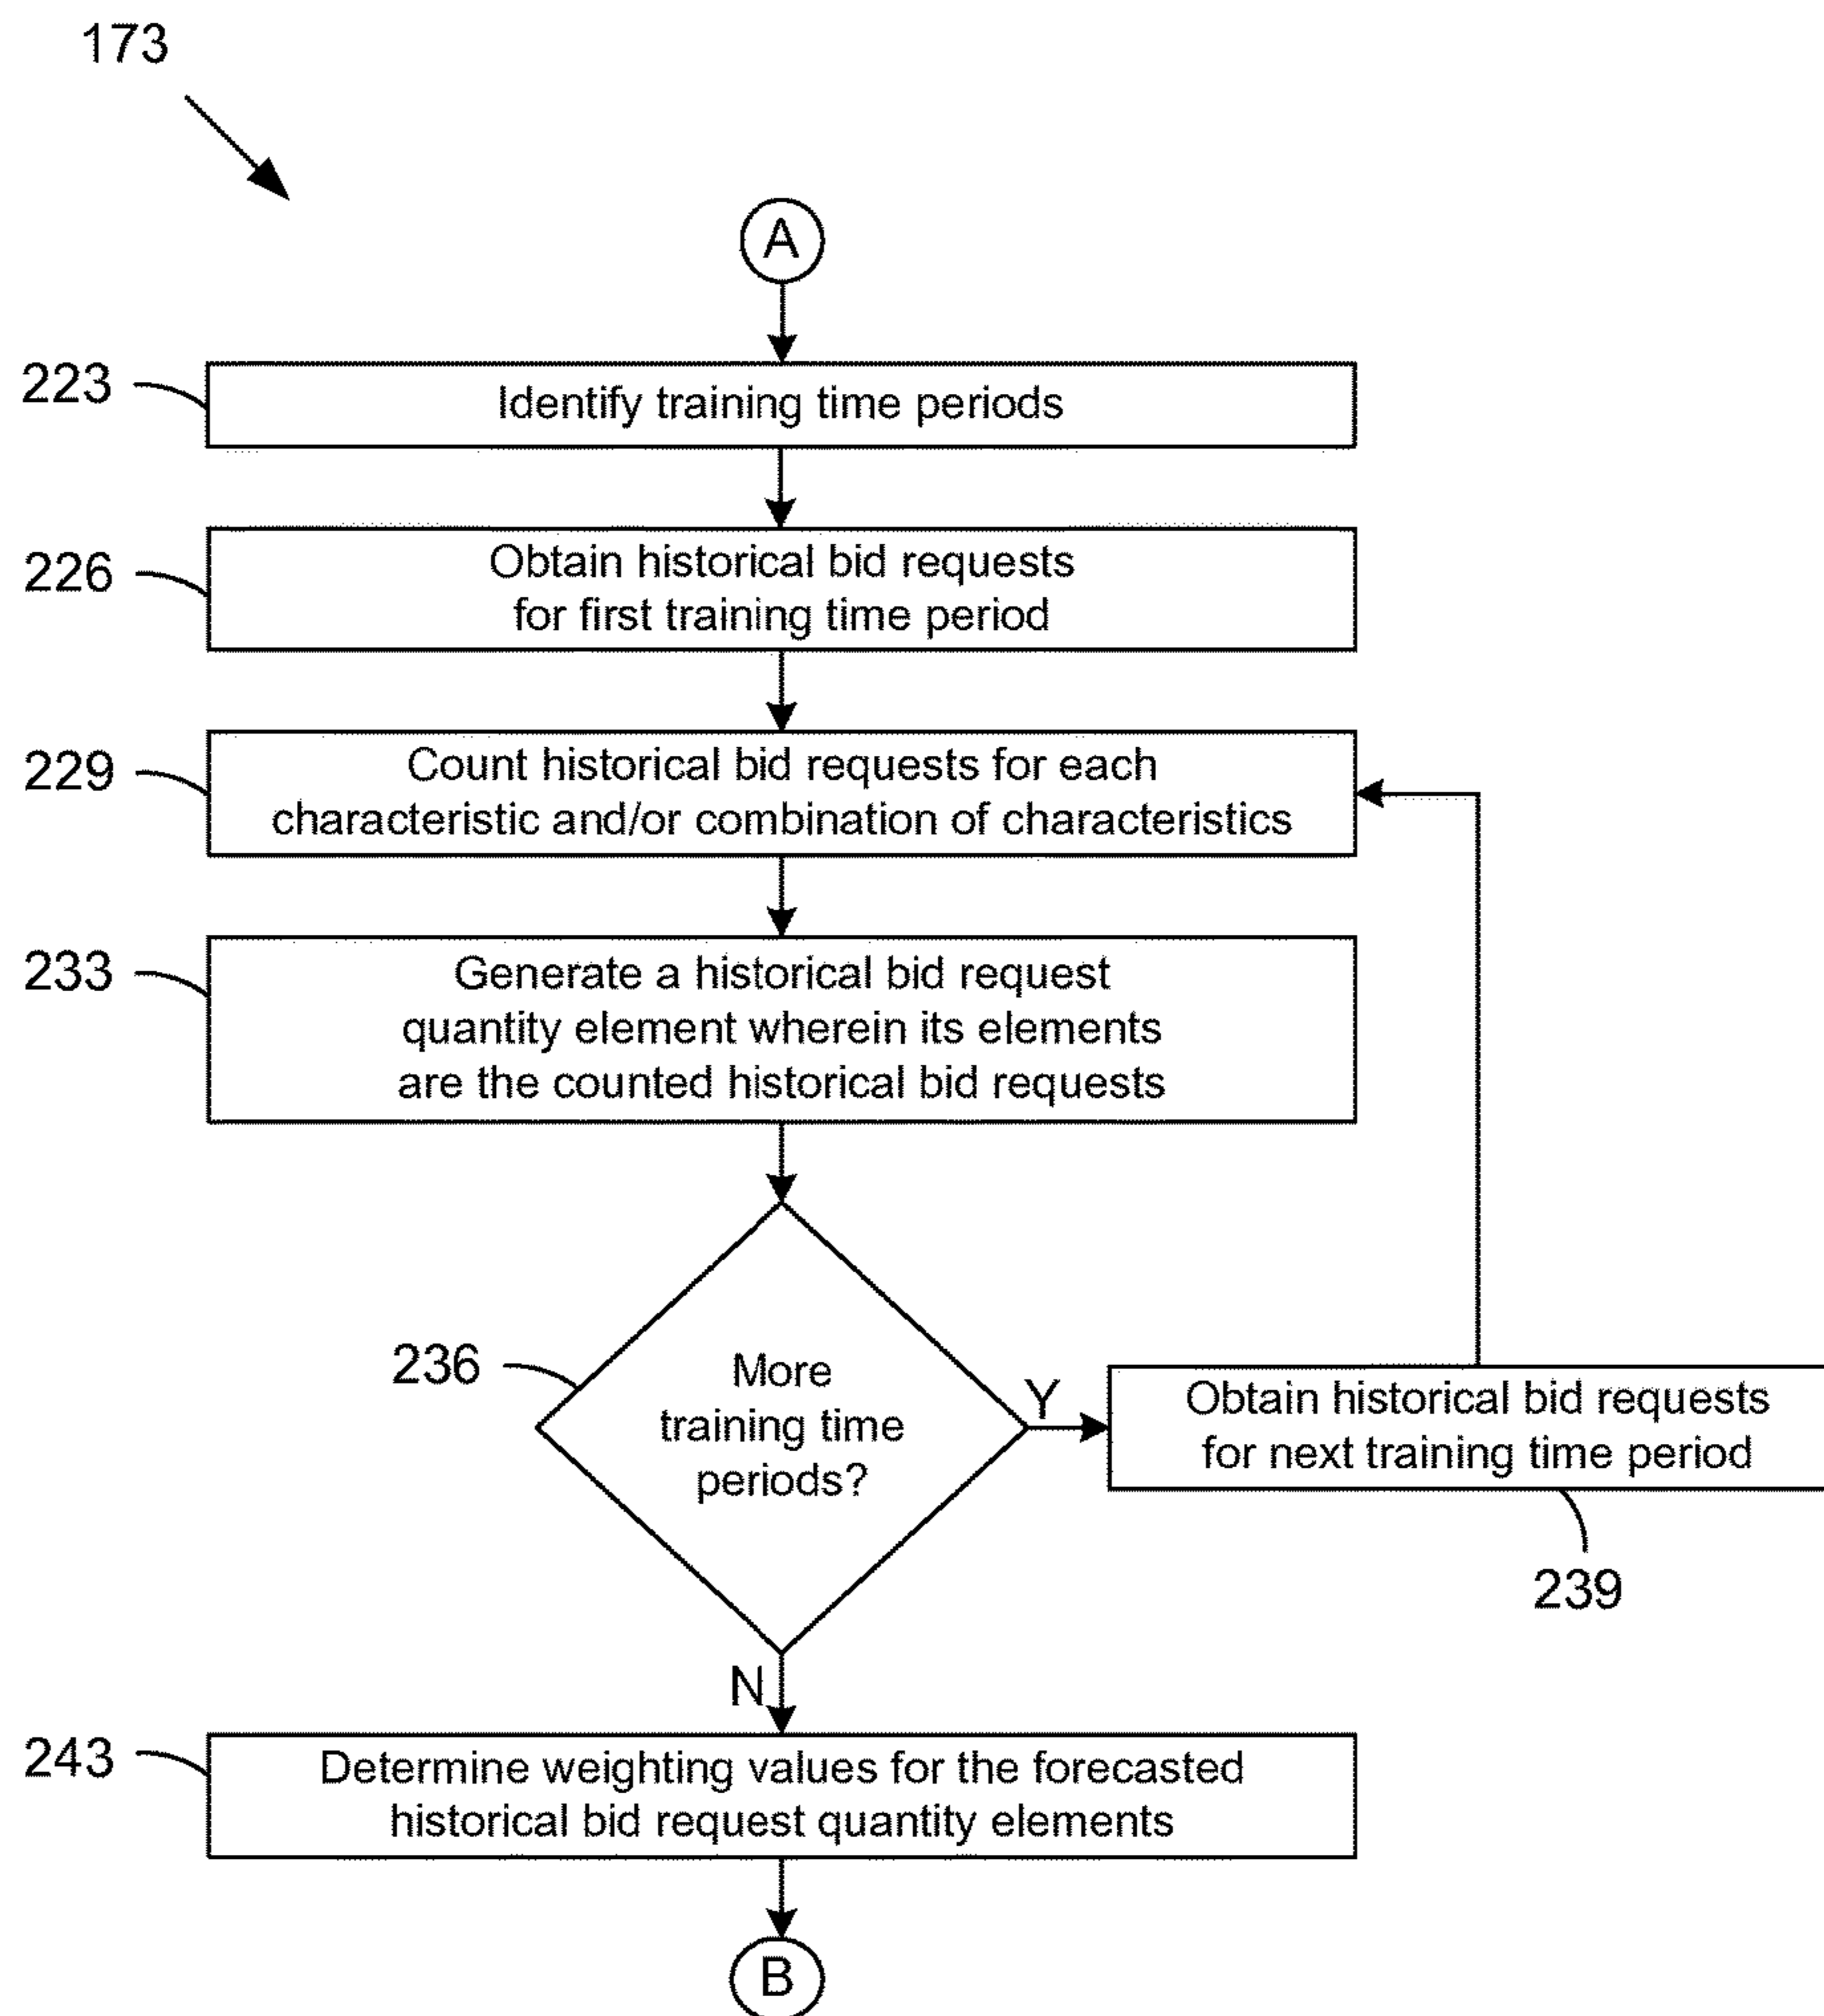 173
A
223
Identify training time periods
226
Obtain historical bid requests
for first training time period
229
Count historical bid requests for each
characteristic and/or combination of characteristics
233
Generate a historical bid request
quantity element wherein its elements
are the counted historical bid requests
236
More
training time
periods?
Y
Obtain historical bid requests
for next training time period
239
N
243
Determine weighting values for the forecasted
historical bid request quantity elements
B